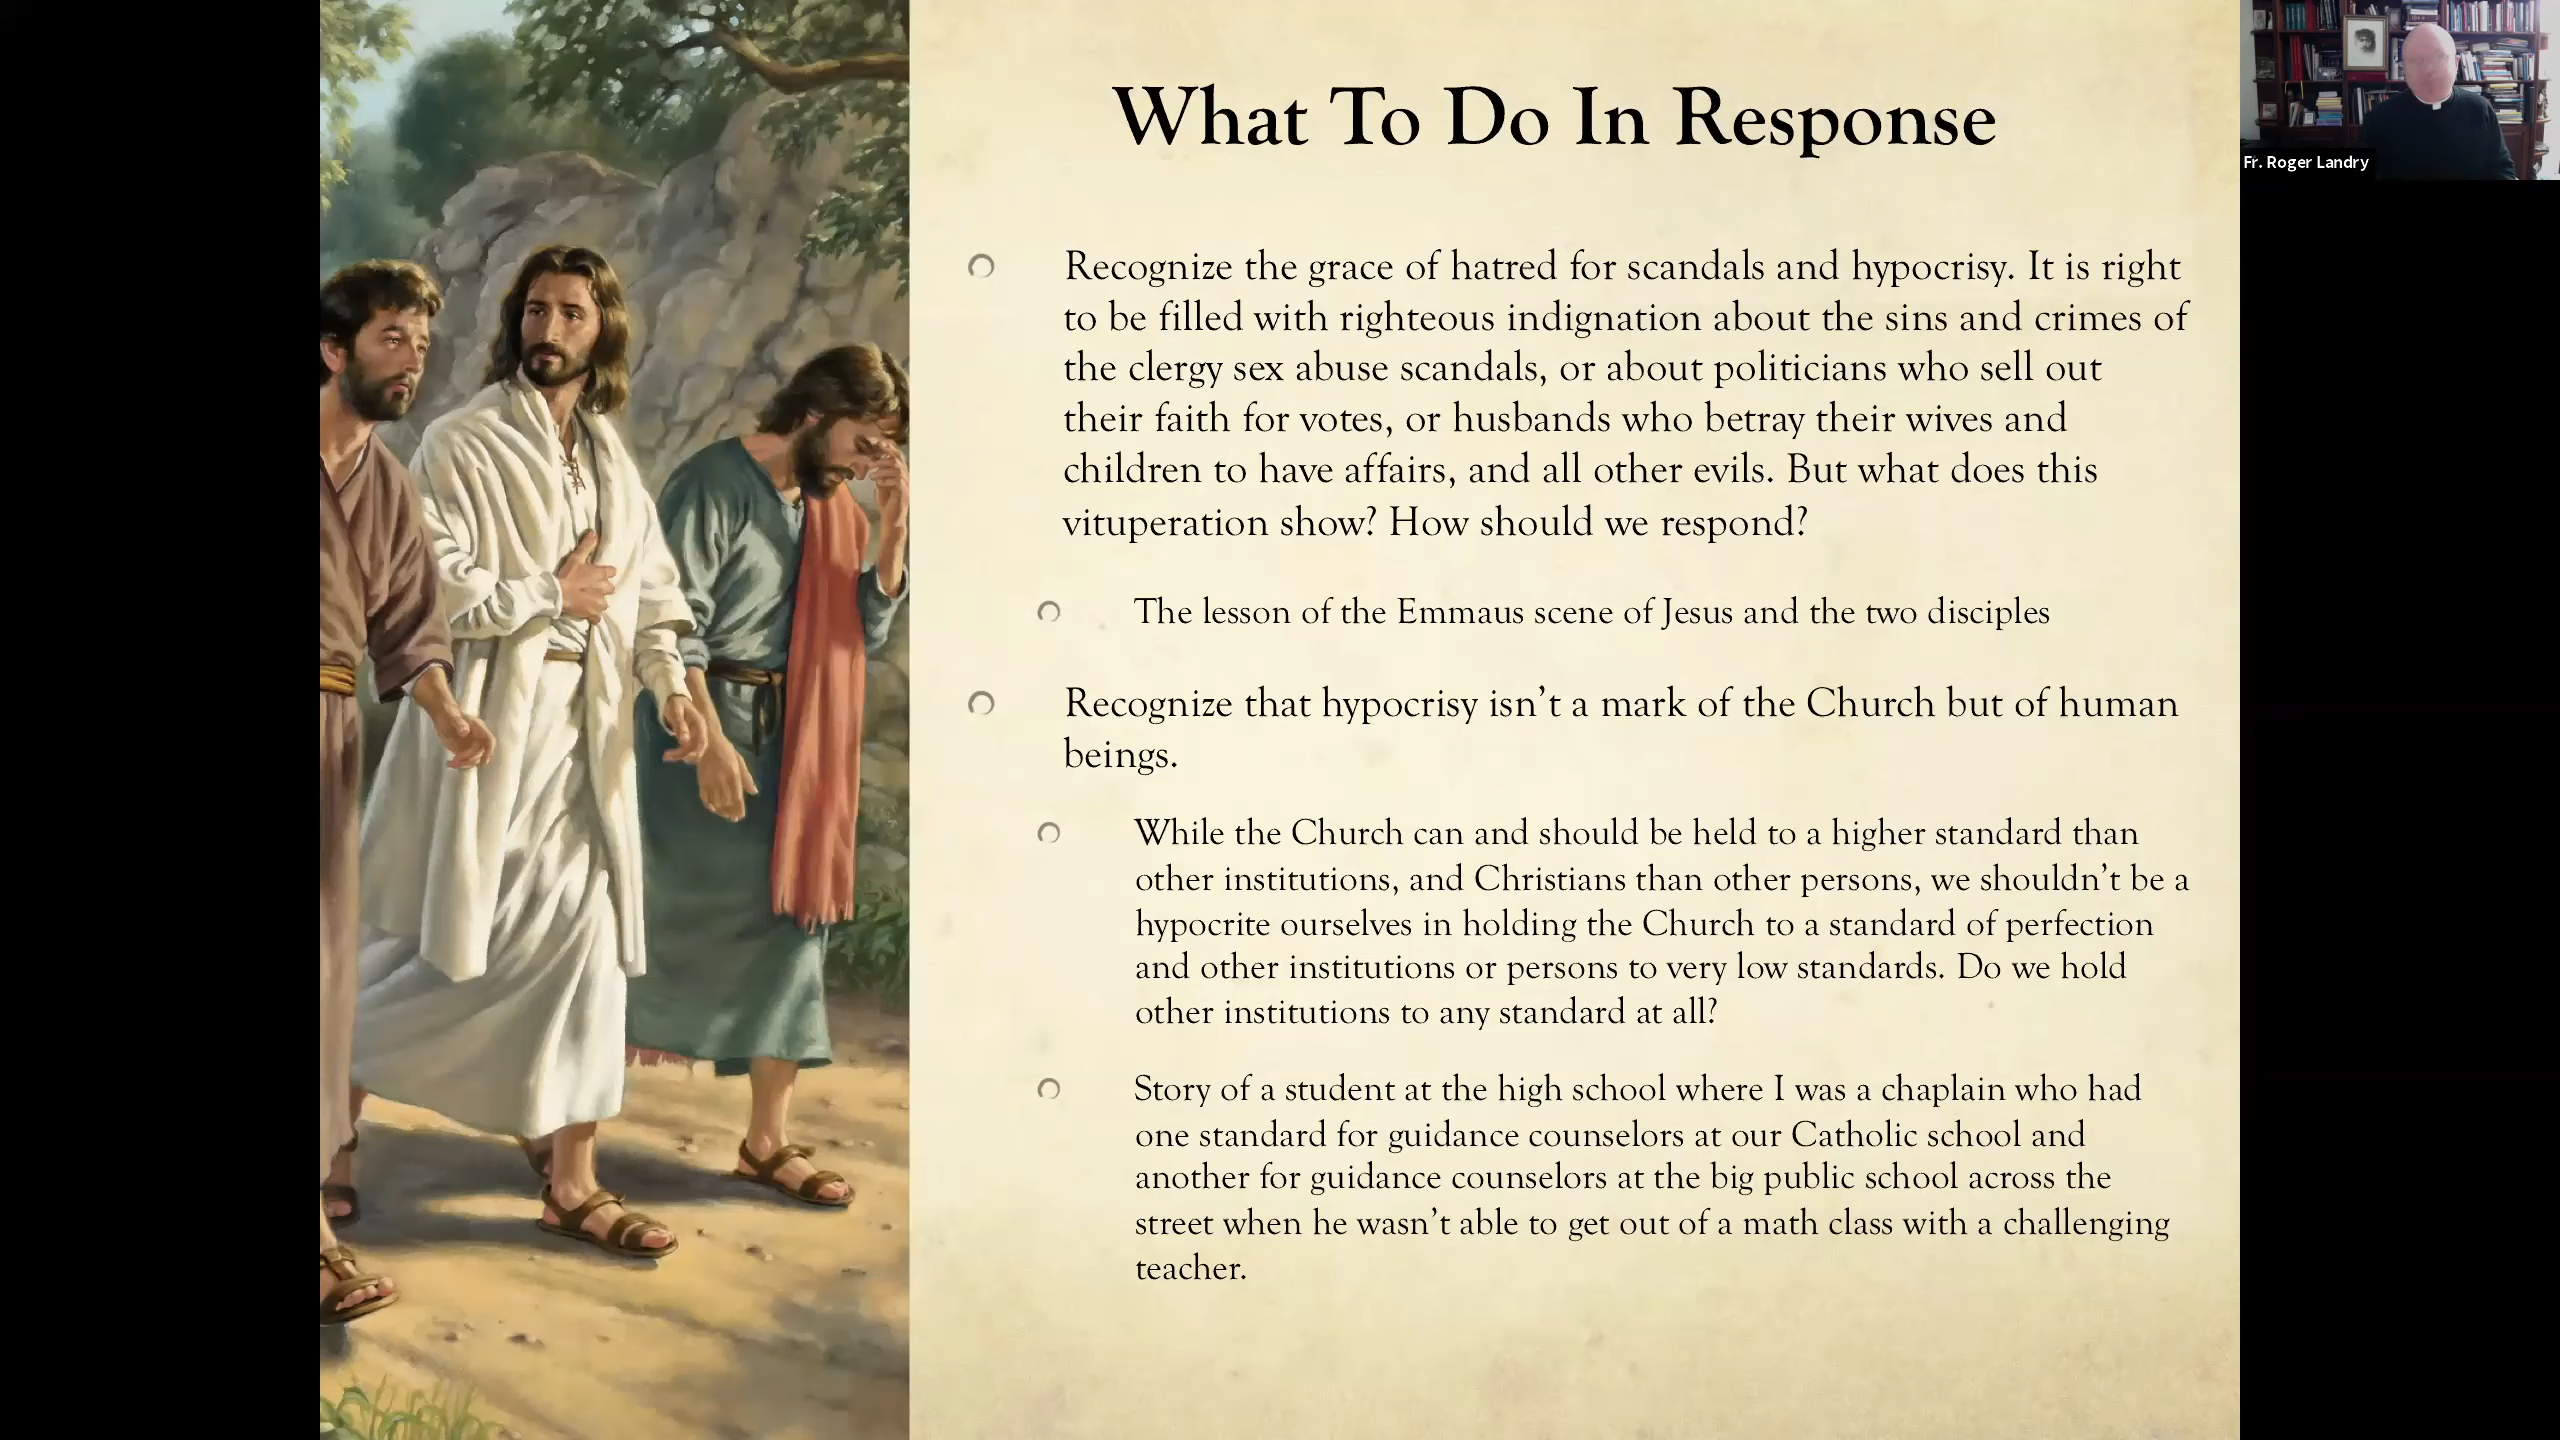 What To Do In Response
Fr. Roger Landry
Recognize the grace of hatred for scandals and hypocrisy. It is right
to be filled with righteous indignation about the sins and crimes of
the clergy sex abuse scandals, or about politicians who sell out
their faith for votes, or husbands who betray their wives and
children to have affairs, and all other evils. But what does this
vituperation show? How should we respond?
The lesson of the Emmaus scene of Jesus and the two disciples
Recognize that hypocrisy isn’t a mark of the Church but of human
beings.
While the Church can and should be held to a higher standard than
other institutions, and Christians than other persons, we shouldn’t be a
hypocrite ourselves in holding the Church to a standard of perfection
and other institutions or persons to very low standards. Do we hold
other institutions to any standard at all?
Story of a student at the high school where I was a chaplain who had
one standard for guidance counselors at our Catholic school and
another for guidance counselors at the big public school across the
street when he wasn’t able to get out of a math class with a challenging
teacher.